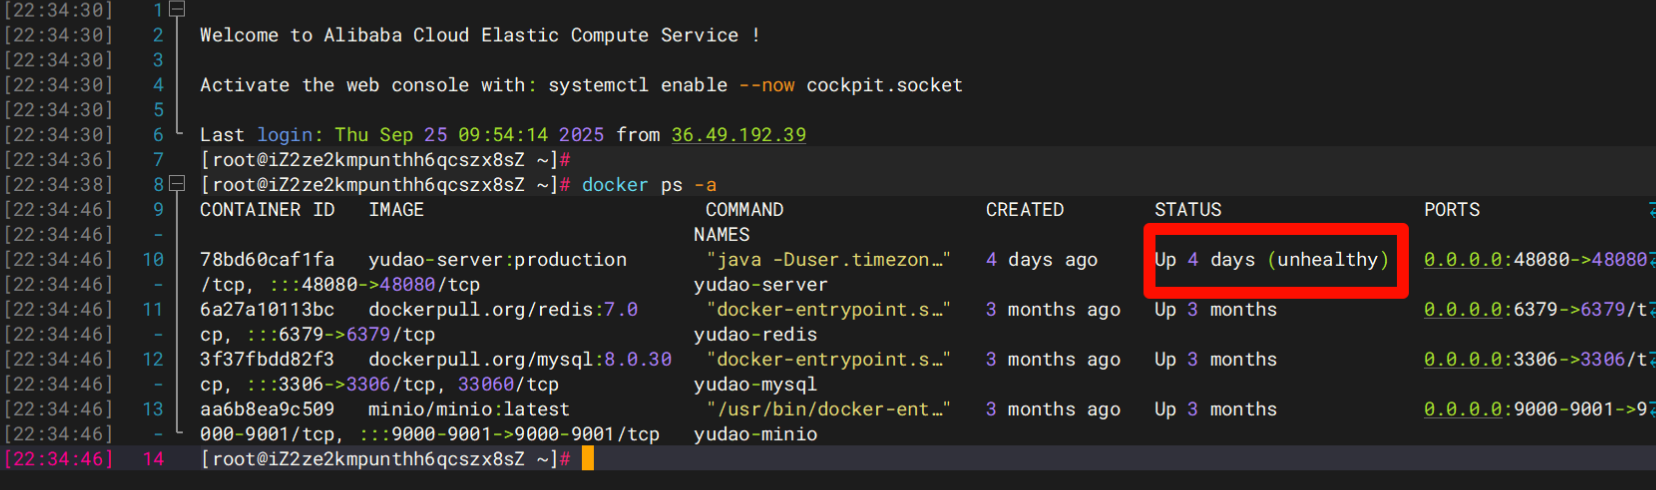 [22:34:30] 1
[22:34:30] 2 Welcome to Alibaba Cloud Elastic Compute Service !
[22:34:30] 3
[22:34:30] 4 Activate the web console with: systemctl enable --now cockpit.socket
[22:34:30] 5
[22:34:30] 6 Last login: Thu Sep 25 09:54:14 2025 from 36.49.192.39
[22:34:36] 7 [root@iZ2ze2kmpunthh6qcszx8sZ ~]#
[22:34:38] 8 [root@iZ2ze2kmpunthh6qcszx8sZ ~]# docker ps -a
[22:34:46] 9 CONTAINER ID IMAGE COMMAND CREATED STATUS PORTS
[22:34:46] - NAMES
[22:34:46] 10 78bd60caf1fa yudao-server:production "java -Duser.timezon…" 4 days ago Up 4 days (unhealthy) 0.0.0.0:48080->48080
[22:34:46] - /tcp, :::48080->48080/tcp yudao-server
[22:34:46] 11 6a27a10113bc dockerpull.org/redis:7.0 "docker-entrypoint.s…" 3 months ago Up 3 months 0.0.0.0:6379->6379/t
[22:34:46] - cp, :::6379->6379/tcp yudao-redis
[22:34:46] 12 3f37fbdd82f3 dockerpull.org/mysql:8.0.30 "docker-entrypoint.s…" 3 months ago Up 3 months 0.0.0.0:3306->3306/t
[22:34:46] - cp, :::3306->3306/tcp, 33060/tcp yudao-mysql
[22:34:46] 13 aa6b8ea9c509 minio/minio:latest "/usr/bin/docker-ent…" 3 months ago Up 3 months 0.0.0.0:9000-9001->9
[22:34:46] - 000-9001/tcp, :::9000-9001->9000-9001/tcp yudao-minio
[22:34:46] 14 [root@iZ2ze2kmpunthh6qcszx8sZ ~]#